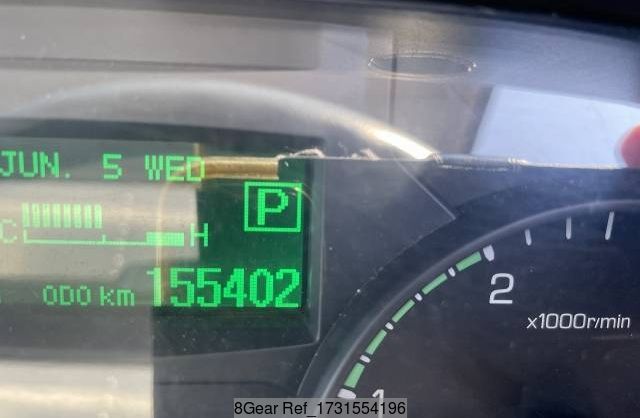 JUN. 5 WED
P
C H
ODO km 155402
2
x1000r/min
1
8Gear Ref_1731554196